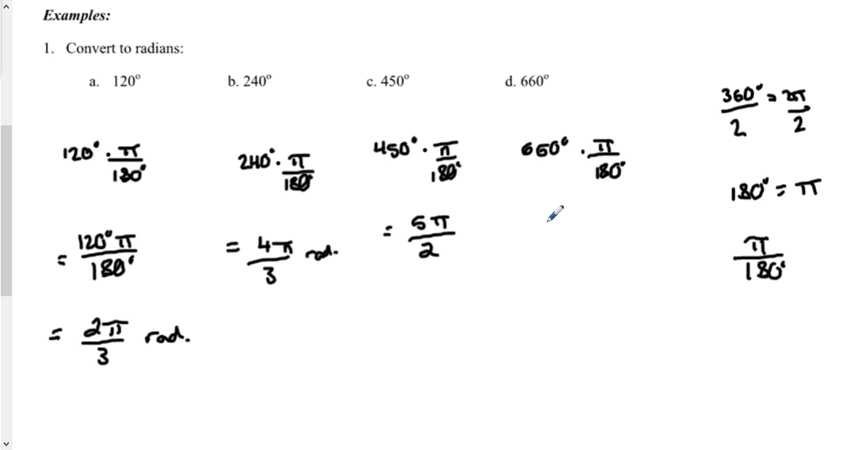 Examples:
1. Convert to radians:
a. 120° b. 240° c. 450° d. 660°
120° · π/180° 240° · π/180° 450° · π/180° 660° · π/180° 360°/2 = 2π/2
180° = π
= 120°π/180° = 4π/3 rad. = 5π/2 π/180°
= 2π/3 rad.